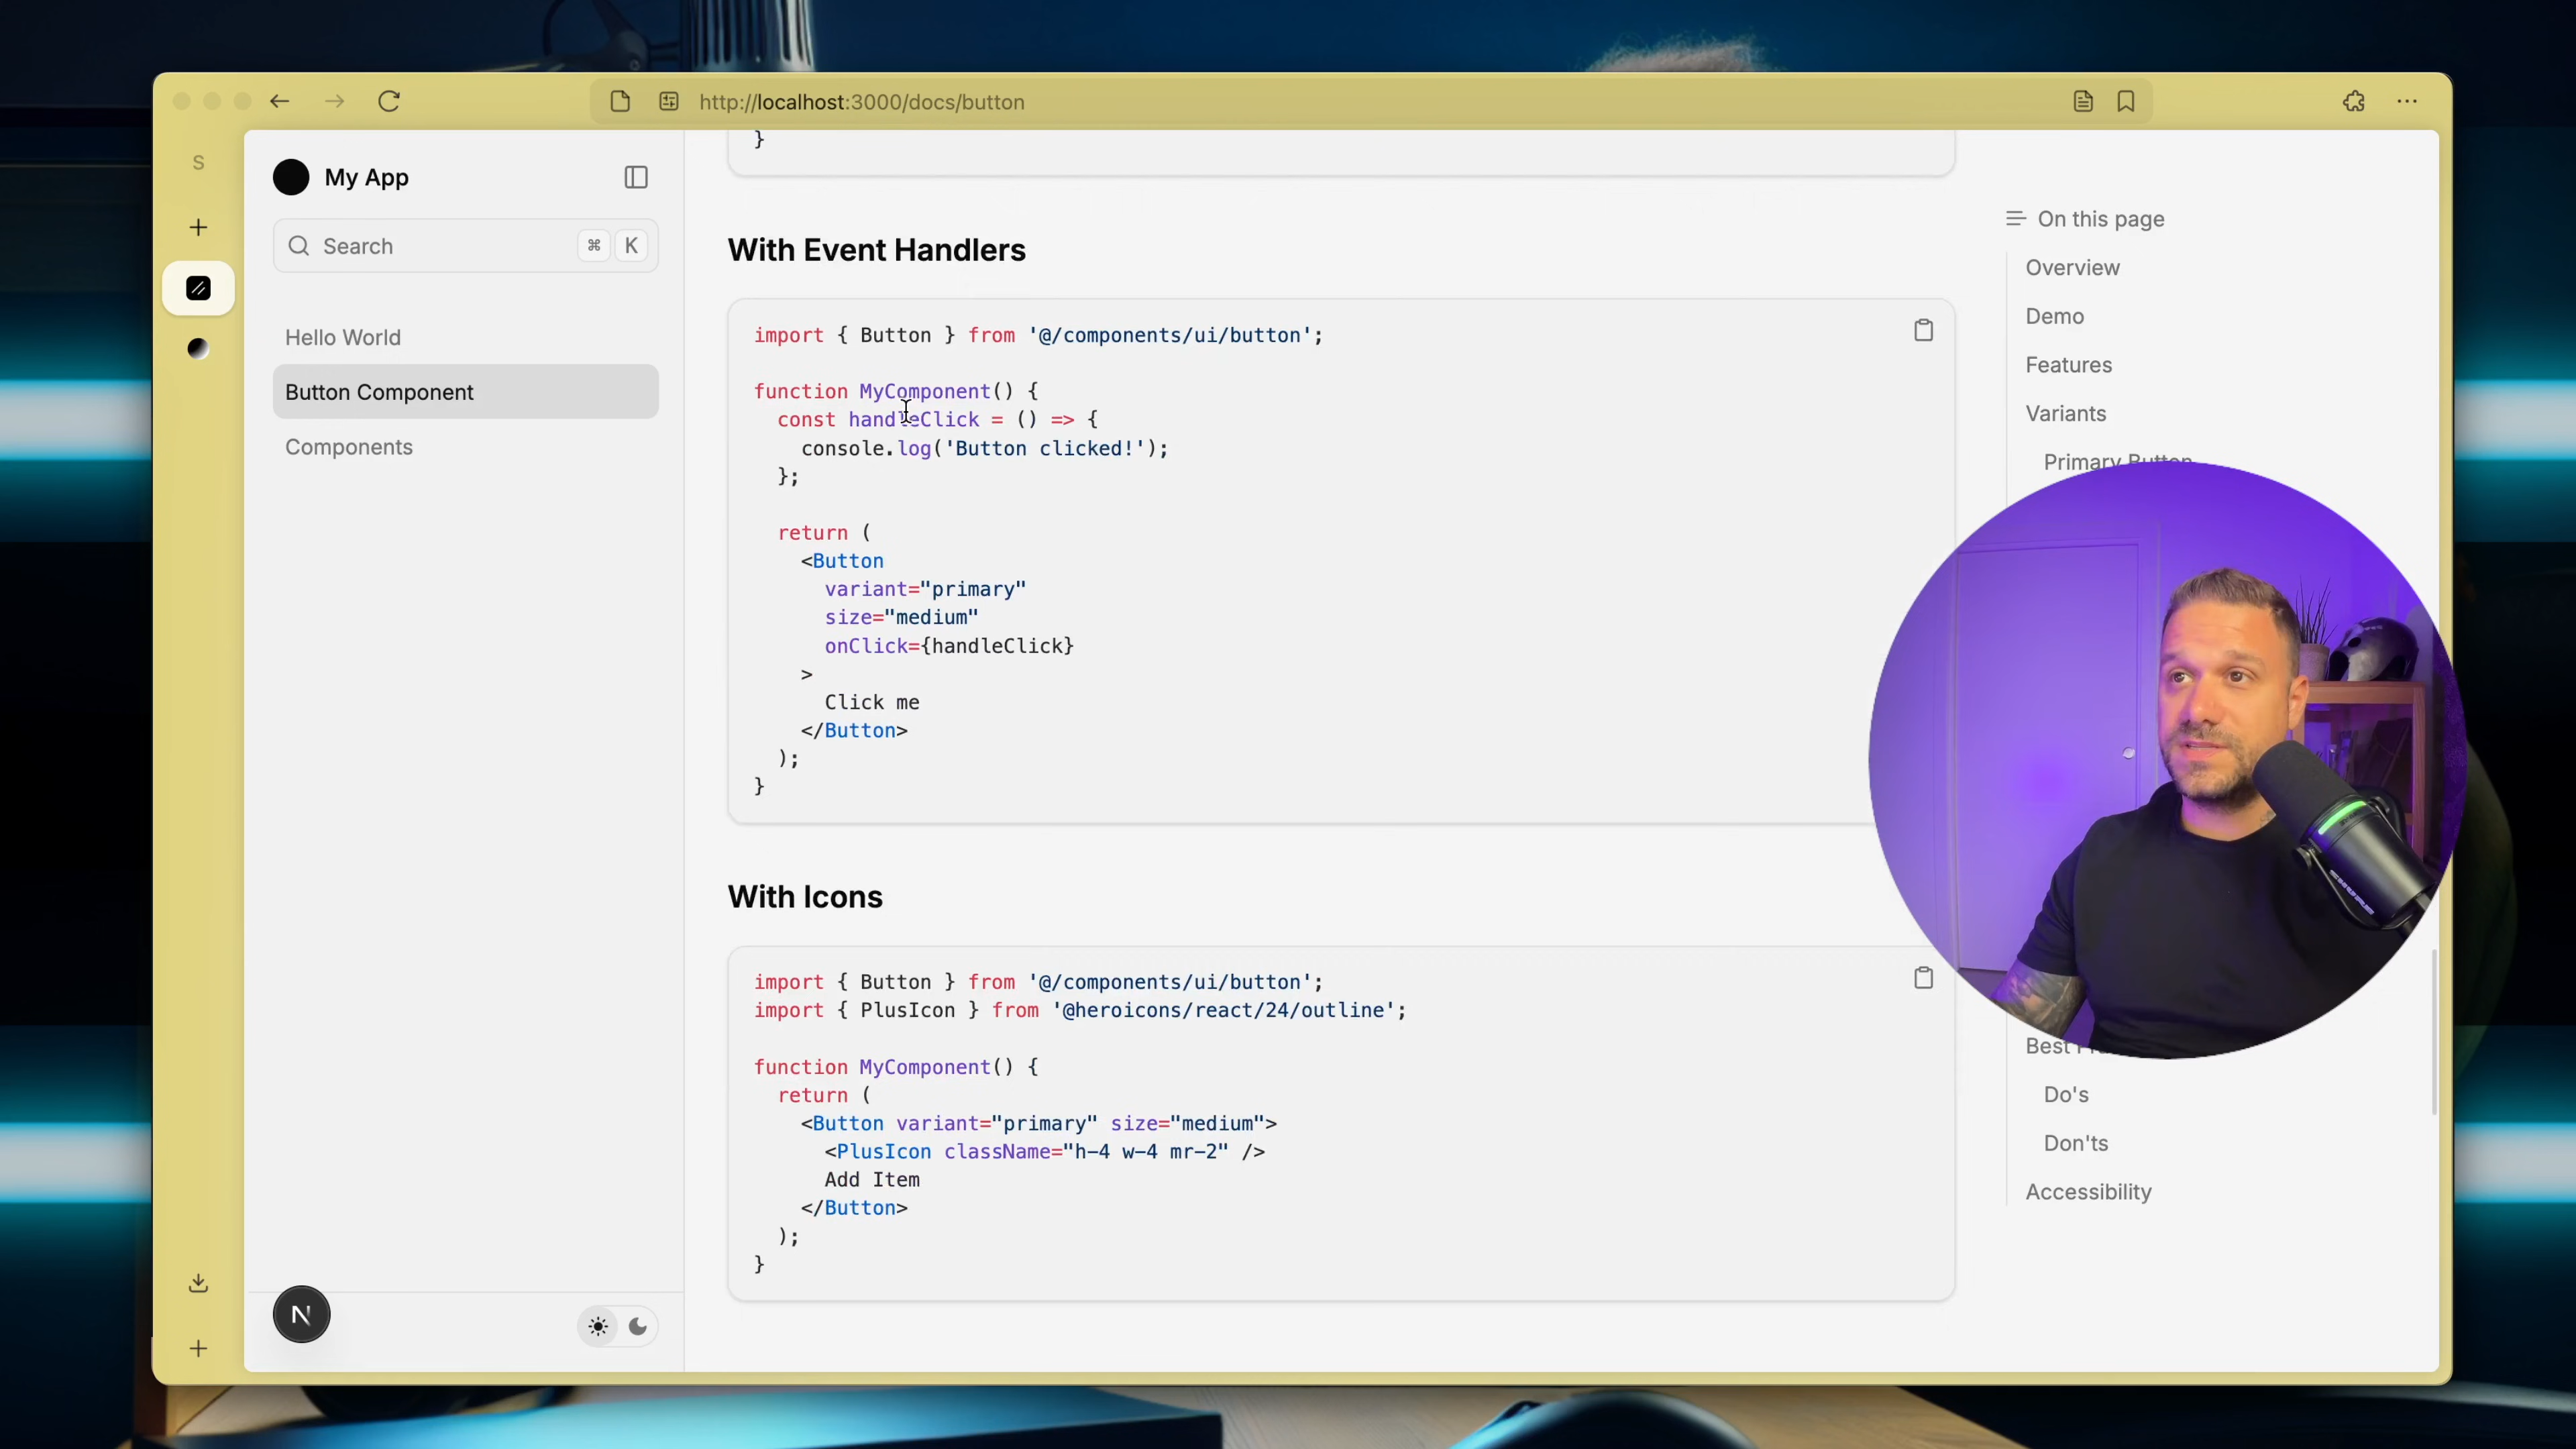 http://localhost:3000/docs/button
S
My App
Search
⌘ K
Hello World
Button Component
Components
N
}
With Event Handlers
import { Button } from '@/components/ui/button';
function MyComponent() {
const handleClick = () => {
console.log('Button clicked!');
};
return (
<Button
variant="primary"
size="medium"
onClick={handleClick}
>
Click me
</Button>
);
}
With Icons
import { Button } from '@/components/ui/button';
import { PlusIcon } from '@heroicons/react/24/outline';
function MyComponent() {
return (
<Button variant="primary" size="medium">
<PlusIcon className="h-4 w-4 mr-2" />
Add Item
</Button>
);
}
On this page
Overview
Demo
Features
Variants
Primary Button
Best
Do's
Don'ts
Accessibility